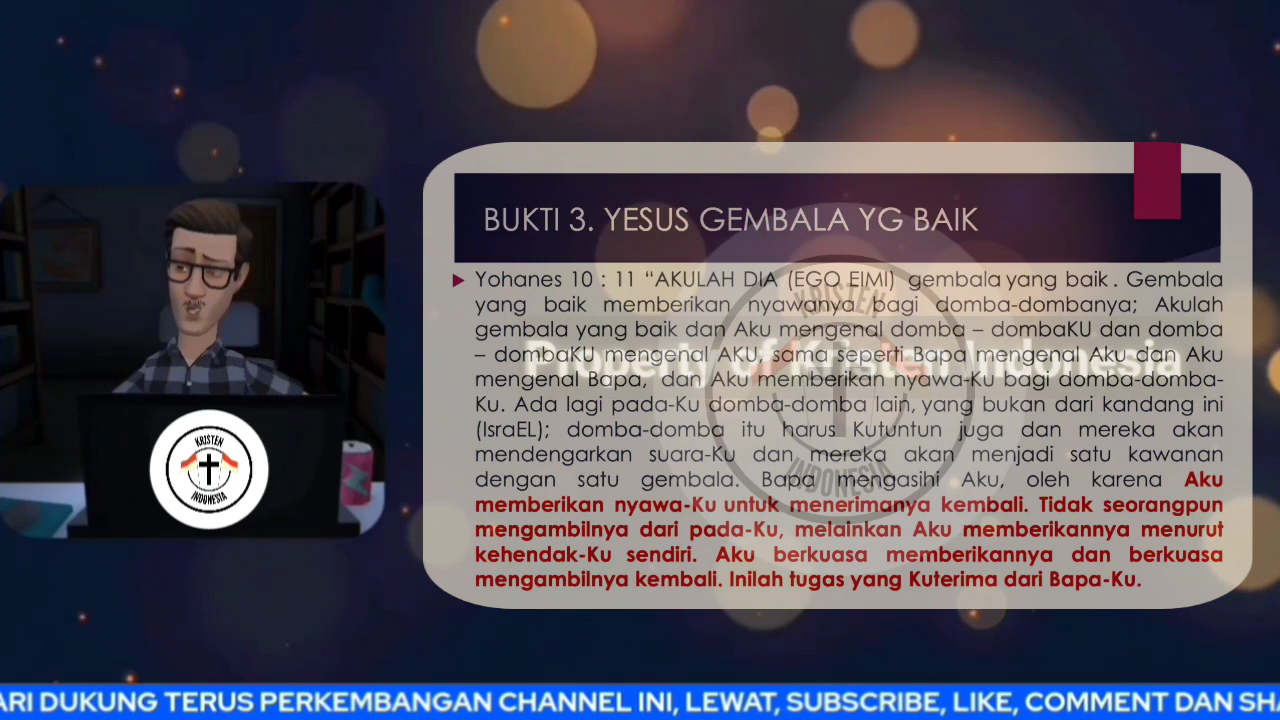 BUKTI 3. YESUS GEMBALA YG BAIK
Yohanes 10 : 11 “AKULAH DIA (EGO EIMI) gembala yang baik . Gembala
yang baik memberikan nyawanya bagi domba-dombanya; Akulah
gembala yang baik dan Aku mengenal domba – dombaKU dan domba
– dombaKU mengenal AKU, sama seperti Bapa mengenal Aku dan Aku
mengenal Bapa, dan Aku memberikan nyawa-Ku bagi domba-domba-
Ku. Ada lagi pada-Ku domba-domba lain, yang bukan dari kandang ini
(IsraEL); domba-domba itu harus Kutuntun juga dan mereka akan
mendengarkan suara-Ku dan mereka akan menjadi satu kawanan
dengan satu gembala. Bapa mengasihi Aku, oleh karena Aku
memberikan nyawa-Ku untuk menerimanya kembali. Tidak seorangpun
mengambilnya dari pada-Ku, melainkan Aku memberikannya menurut
kehendak-Ku sendiri. Aku berkuasa memberikannya dan berkuasa
mengambilnya kembali. Inilah tugas yang Kuterima dari Bapa-Ku.
Property of Kristen Indonesia
KRISTEN
INDONESIA
KRISTEN
INDONESIA
ARI DUKUNG TERUS PERKEMBANGAN CHANNEL INI, LEWAT, SUBSCRIBE, LIKE, COMMENT DAN SHA